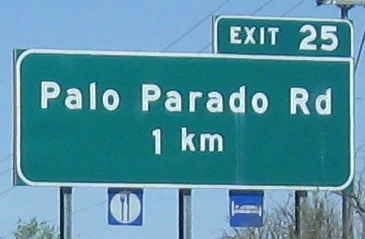 EXIT 25
Palo Parado Rd
1 km